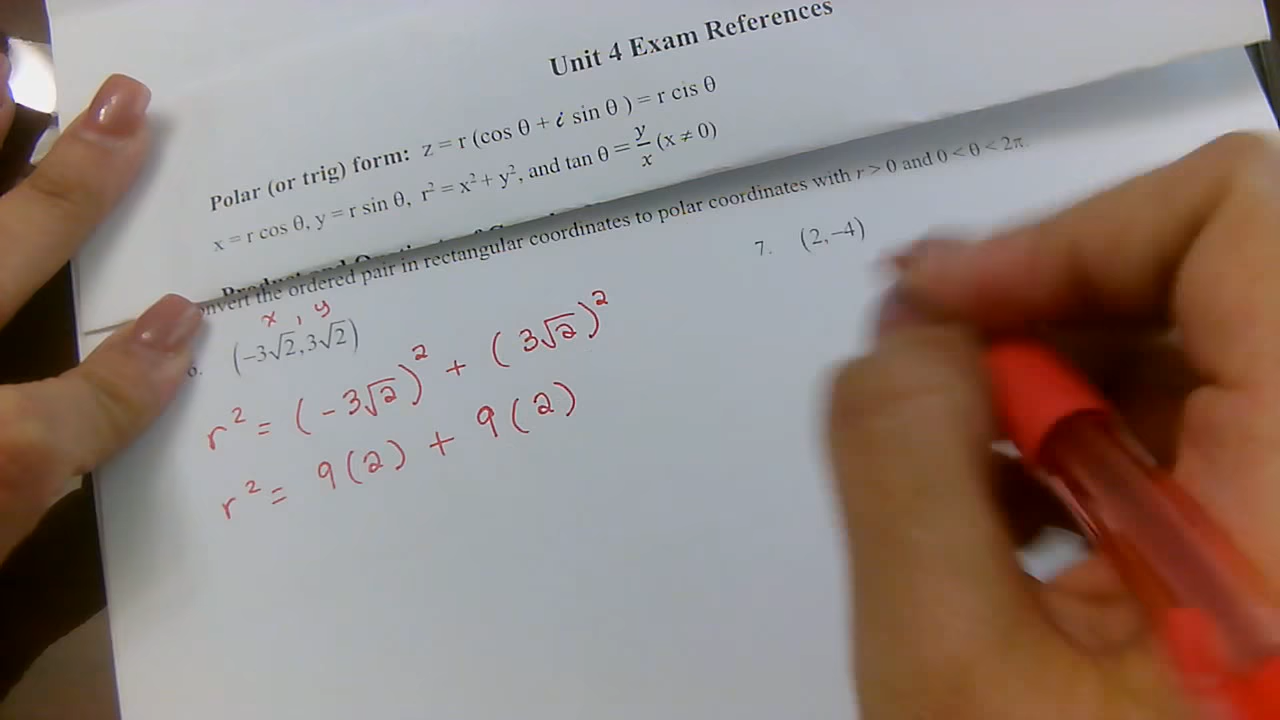 Unit 4 Exam References
Polar (or trig) form: z = r (cos θ + i sin θ ) = r cis θ
x = r cos θ, y = r sin θ, r² = x² + y², and tan θ = y/x (x ≠ 0)
onvert the ordered pair in rectangular coordinates to polar coordinates with r > 0 and 0 < θ < 2π.
x , y
6. (−3√2, 3√2)
7. (2, −4)
r² = (-3√2)² + (3√2)²
r² = 9(2) + 9(2)